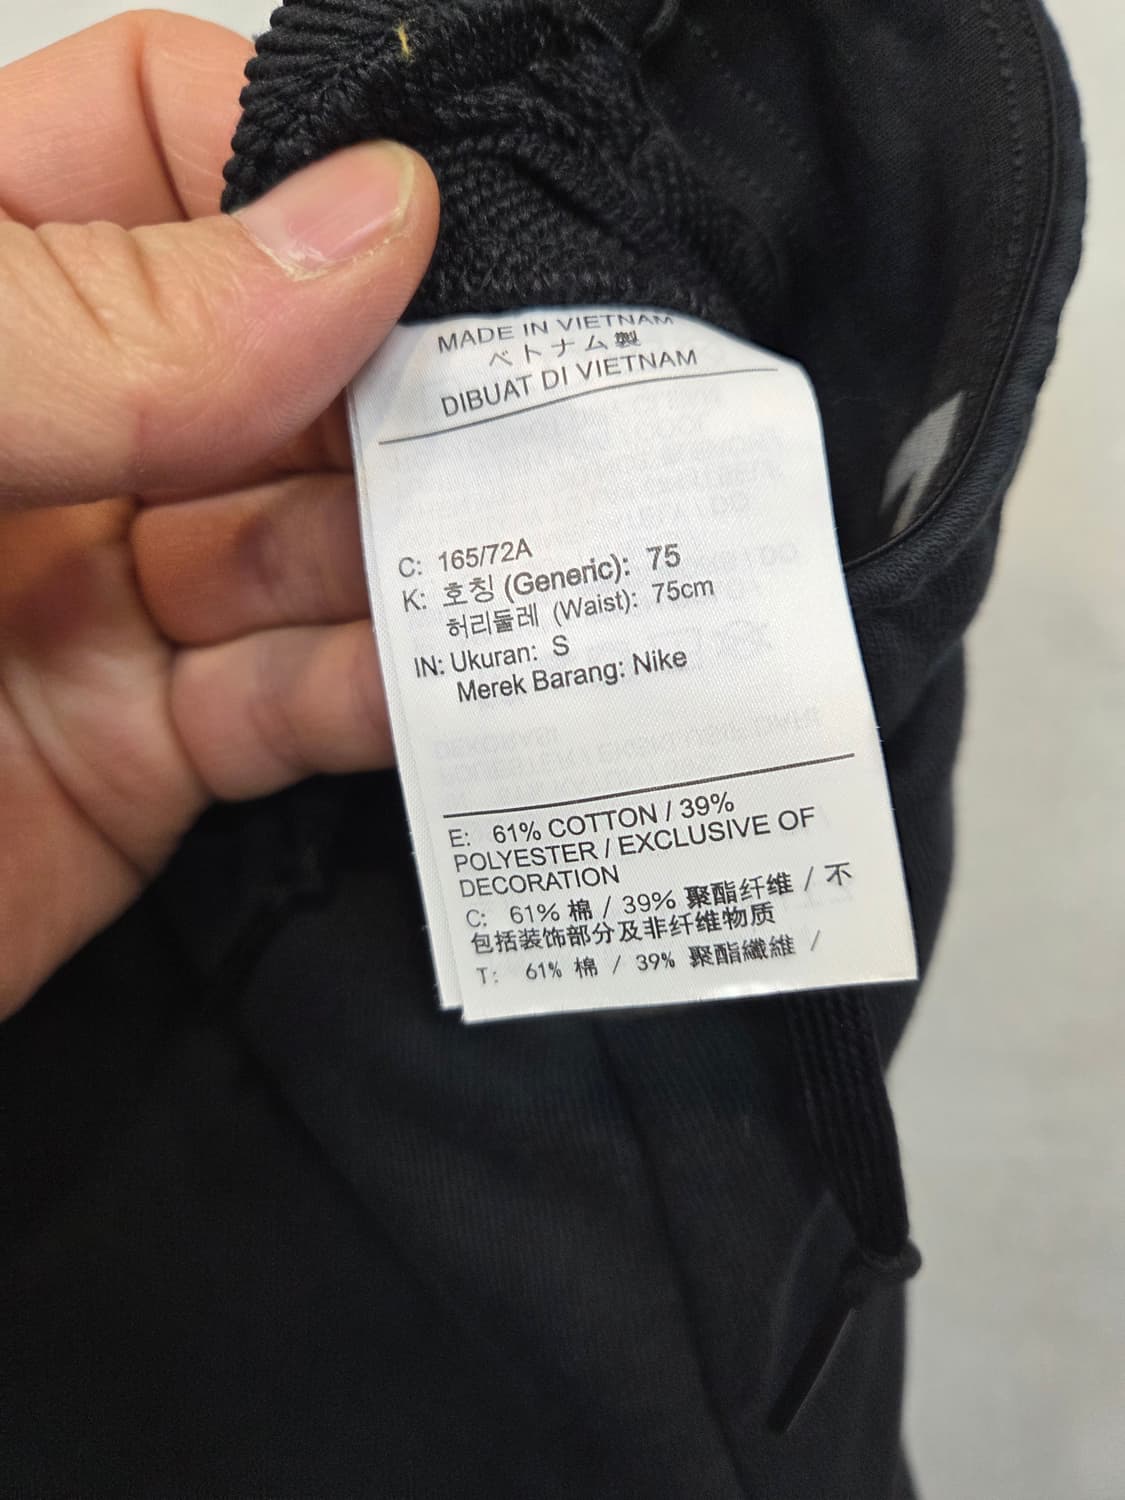 MADE IN VIETNAM
ベトナム製
DIBUAT DI VIETNAM
C: 165/72A
K: 호칭 (Generic): 75
허리둘레 (Waist): 75cm
IN: Ukuran: S
Merek Barang: Nike
E: 61% COTTON / 39%
POLYESTER / EXCLUSIVE OF
DECORATION
C: 61% 棉 / 39% 聚酯纤维 / 不
包括装饰部分及非纤维物质
T: 61% 棉 / 39% 聚酯纖維 /